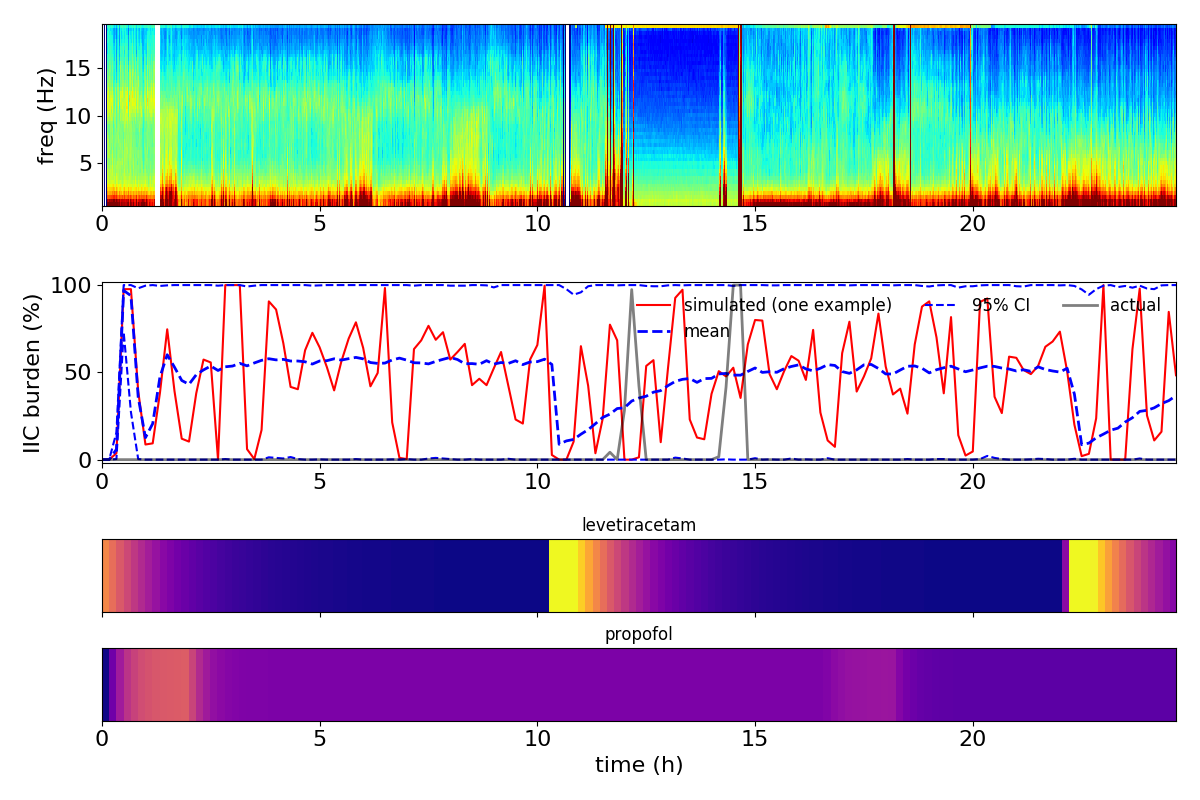 freq (Hz)
15
10
5
0 5 10 15 20
IIC burden (%)
100
50
0
simulated (one example)
mean
95% CI
actual
0 5 10 15 20
levetiracetam
propofol
0 5 10 15 20
time (h)